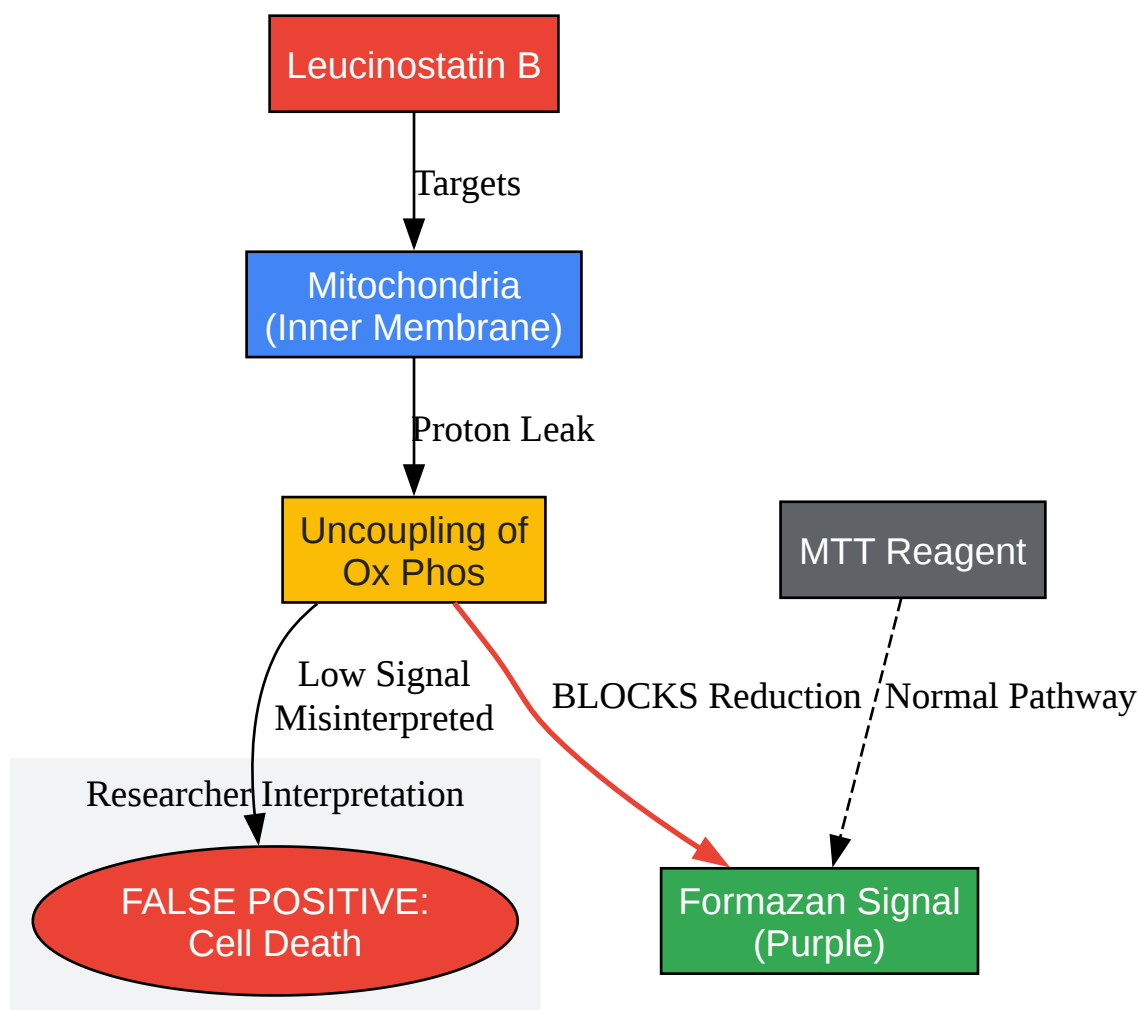 Leucinostatin B
Targets
Mitochondria
(Inner Membrane)
Proton Leak
Uncoupling of
Ox Phos
MTT Reagent
Low Signal
Misinterpreted
BLOCKS Reduction
Normal Pathway
Researcher Interpretation
FALSE POSITIVE:
Cell Death
Formazan Signal
(Purple)